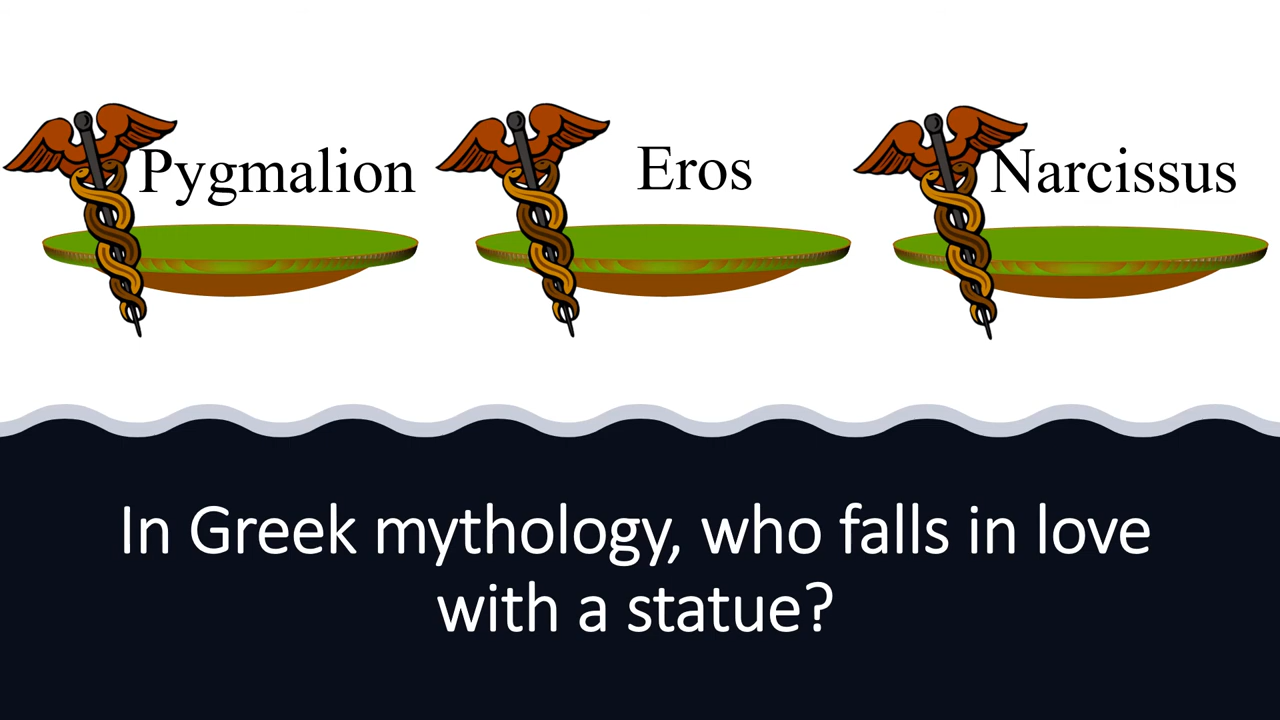 Pygmalion
Eros
Narcissus
In Greek mythology, who falls in love
with a statue?